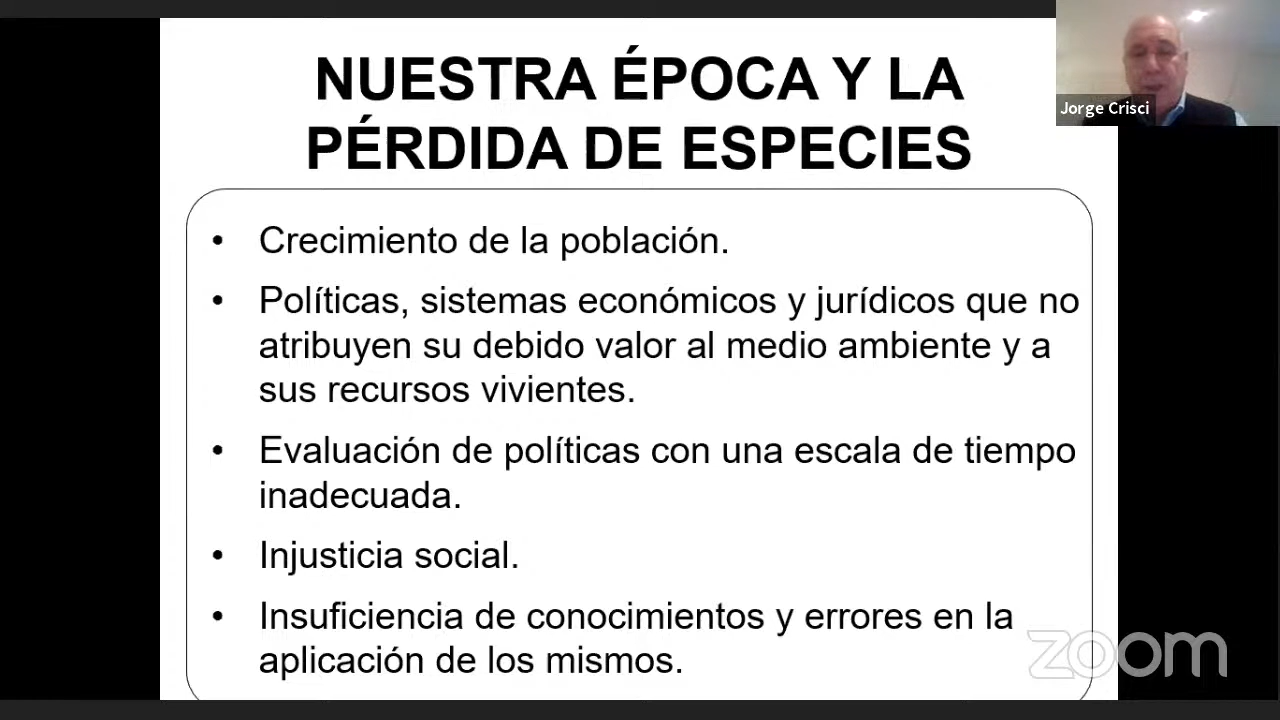 NUESTRA ÉPOCA Y LA
PÉRDIDA DE ESPECIES
Jorge Crisci
• Crecimiento de la población.
• Políticas, sistemas económicos y jurídicos que no
atribuyen su debido valor al medio ambiente y a
sus recursos vivientes.
• Evaluación de políticas con una escala de tiempo
inadecuada.
• Injusticia social.
• Insuficiencia de conocimientos y errores en la
aplicación de los mismos.
zoom